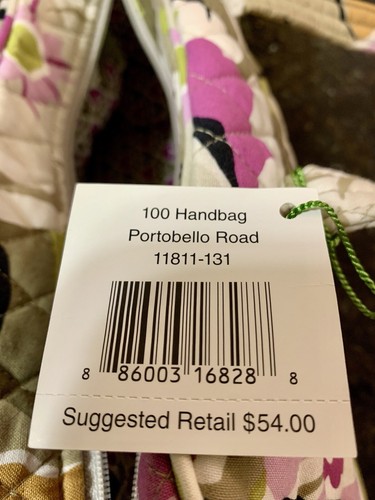 100 Handbag
Portobello Road
11811-131
8 86003 16828 8
Suggested Retail $54.00